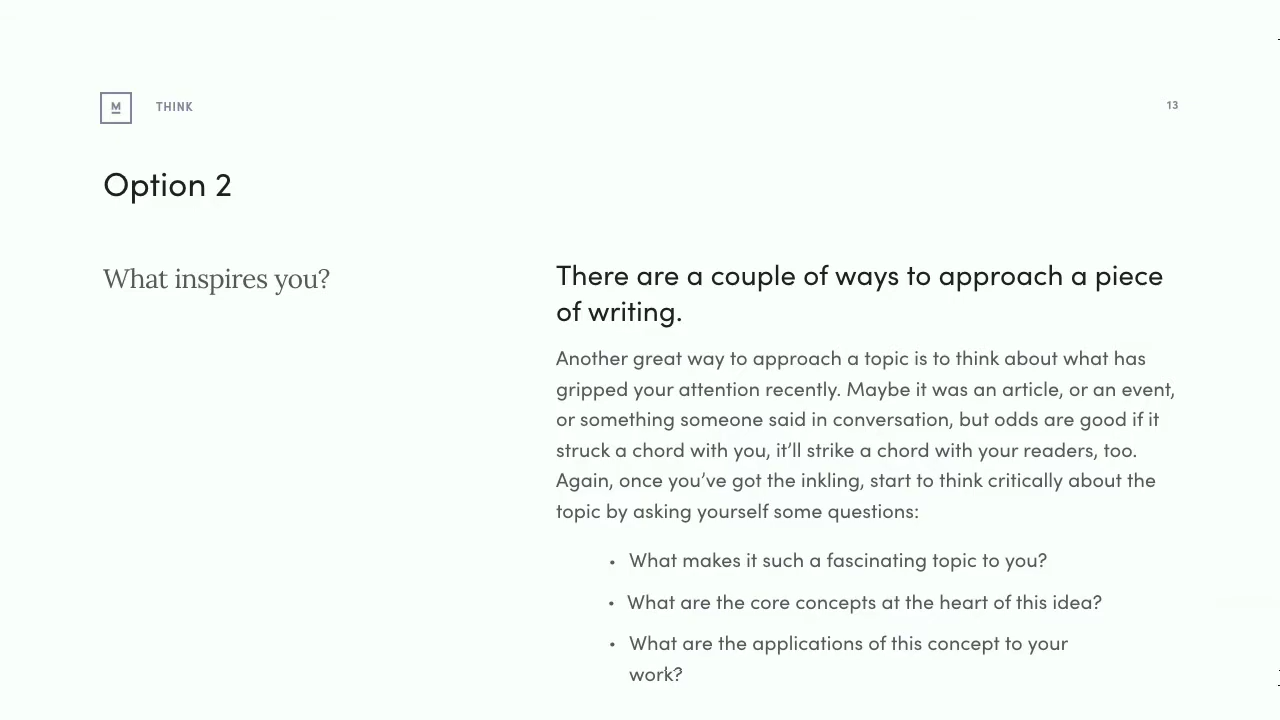 M THINK 13
Option 2
What inspires you?
There are a couple of ways to approach a piece
of writing.
Another great way to approach a topic is to think about what has
gripped your attention recently. Maybe it was an article, or an event,
or something someone said in conversation, but odds are good if it
struck a chord with you, it’ll strike a chord with your readers, too.
Again, once you’ve got the inkling, start to think critically about the
topic by asking yourself some questions:
• What makes it such a fascinating topic to you?
• What are the core concepts at the heart of this idea?
• What are the applications of this concept to your
work?